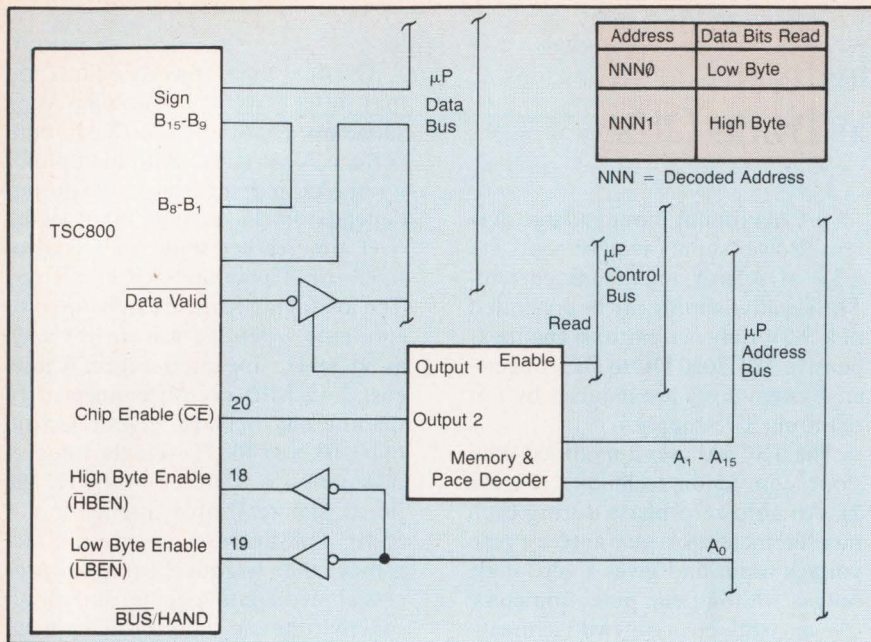 Sign
B15-B9
B8-B1
TSC800
Data Valid
Chip Enable (CE)
20
High Byte Enable
(HBEN)
18
Low Byte Enable
(LBEN)
19
BUS/HAND
μP
Data
Bus
Address Data Bits Read
NNN0 Low Byte
NNN1 High Byte
NNN = Decoded Address
μP
Control
Bus
Read
μP
Address
Bus
Output 1
Enable
Output 2
Memory &
Pace Decoder
A1 - A15
A0